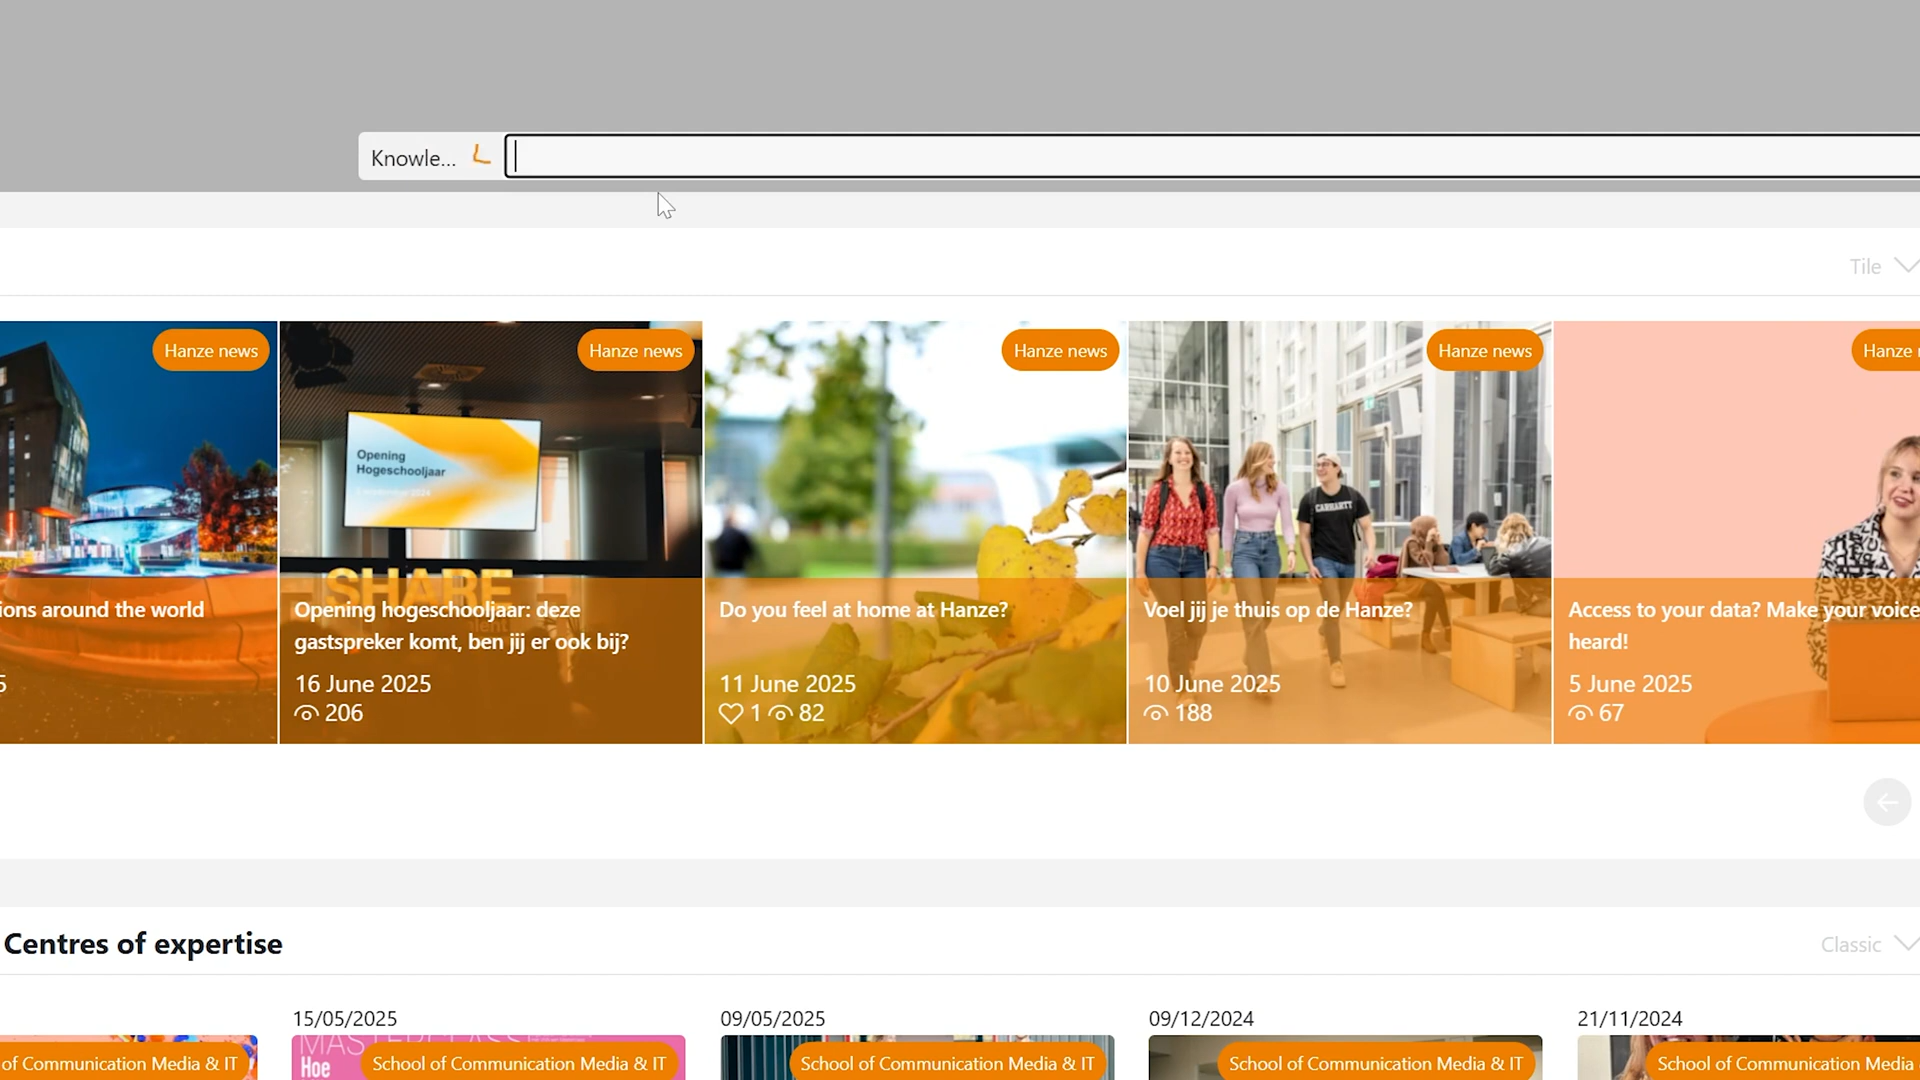 Knowle...
Tile
Hanze news
Hanze news
Hanze news
Hanze news
Hanze
Opening
Hogeschooljaar
SHARE
CARHARTT
ions around the world
Opening hogeschooljaar: deze
gastspreker komt, ben jij er ook bij?
16 June 2025
206
Do you feel at home at Hanze?
11 June 2025
1 82
Voel jij je thuis op de Hanze?
10 June 2025
188
Access to your data? Make your voice
heard!
5 June 2025
67
Centres of expertise
Classic
15/05/2025
09/05/2025
09/12/2024
21/11/2024
of Communication Media & IT
MASTERCLASS
Hoe
School of Communication Media & IT
School of Communication Media & IT
School of Communication Media & IT
School of Communication Media